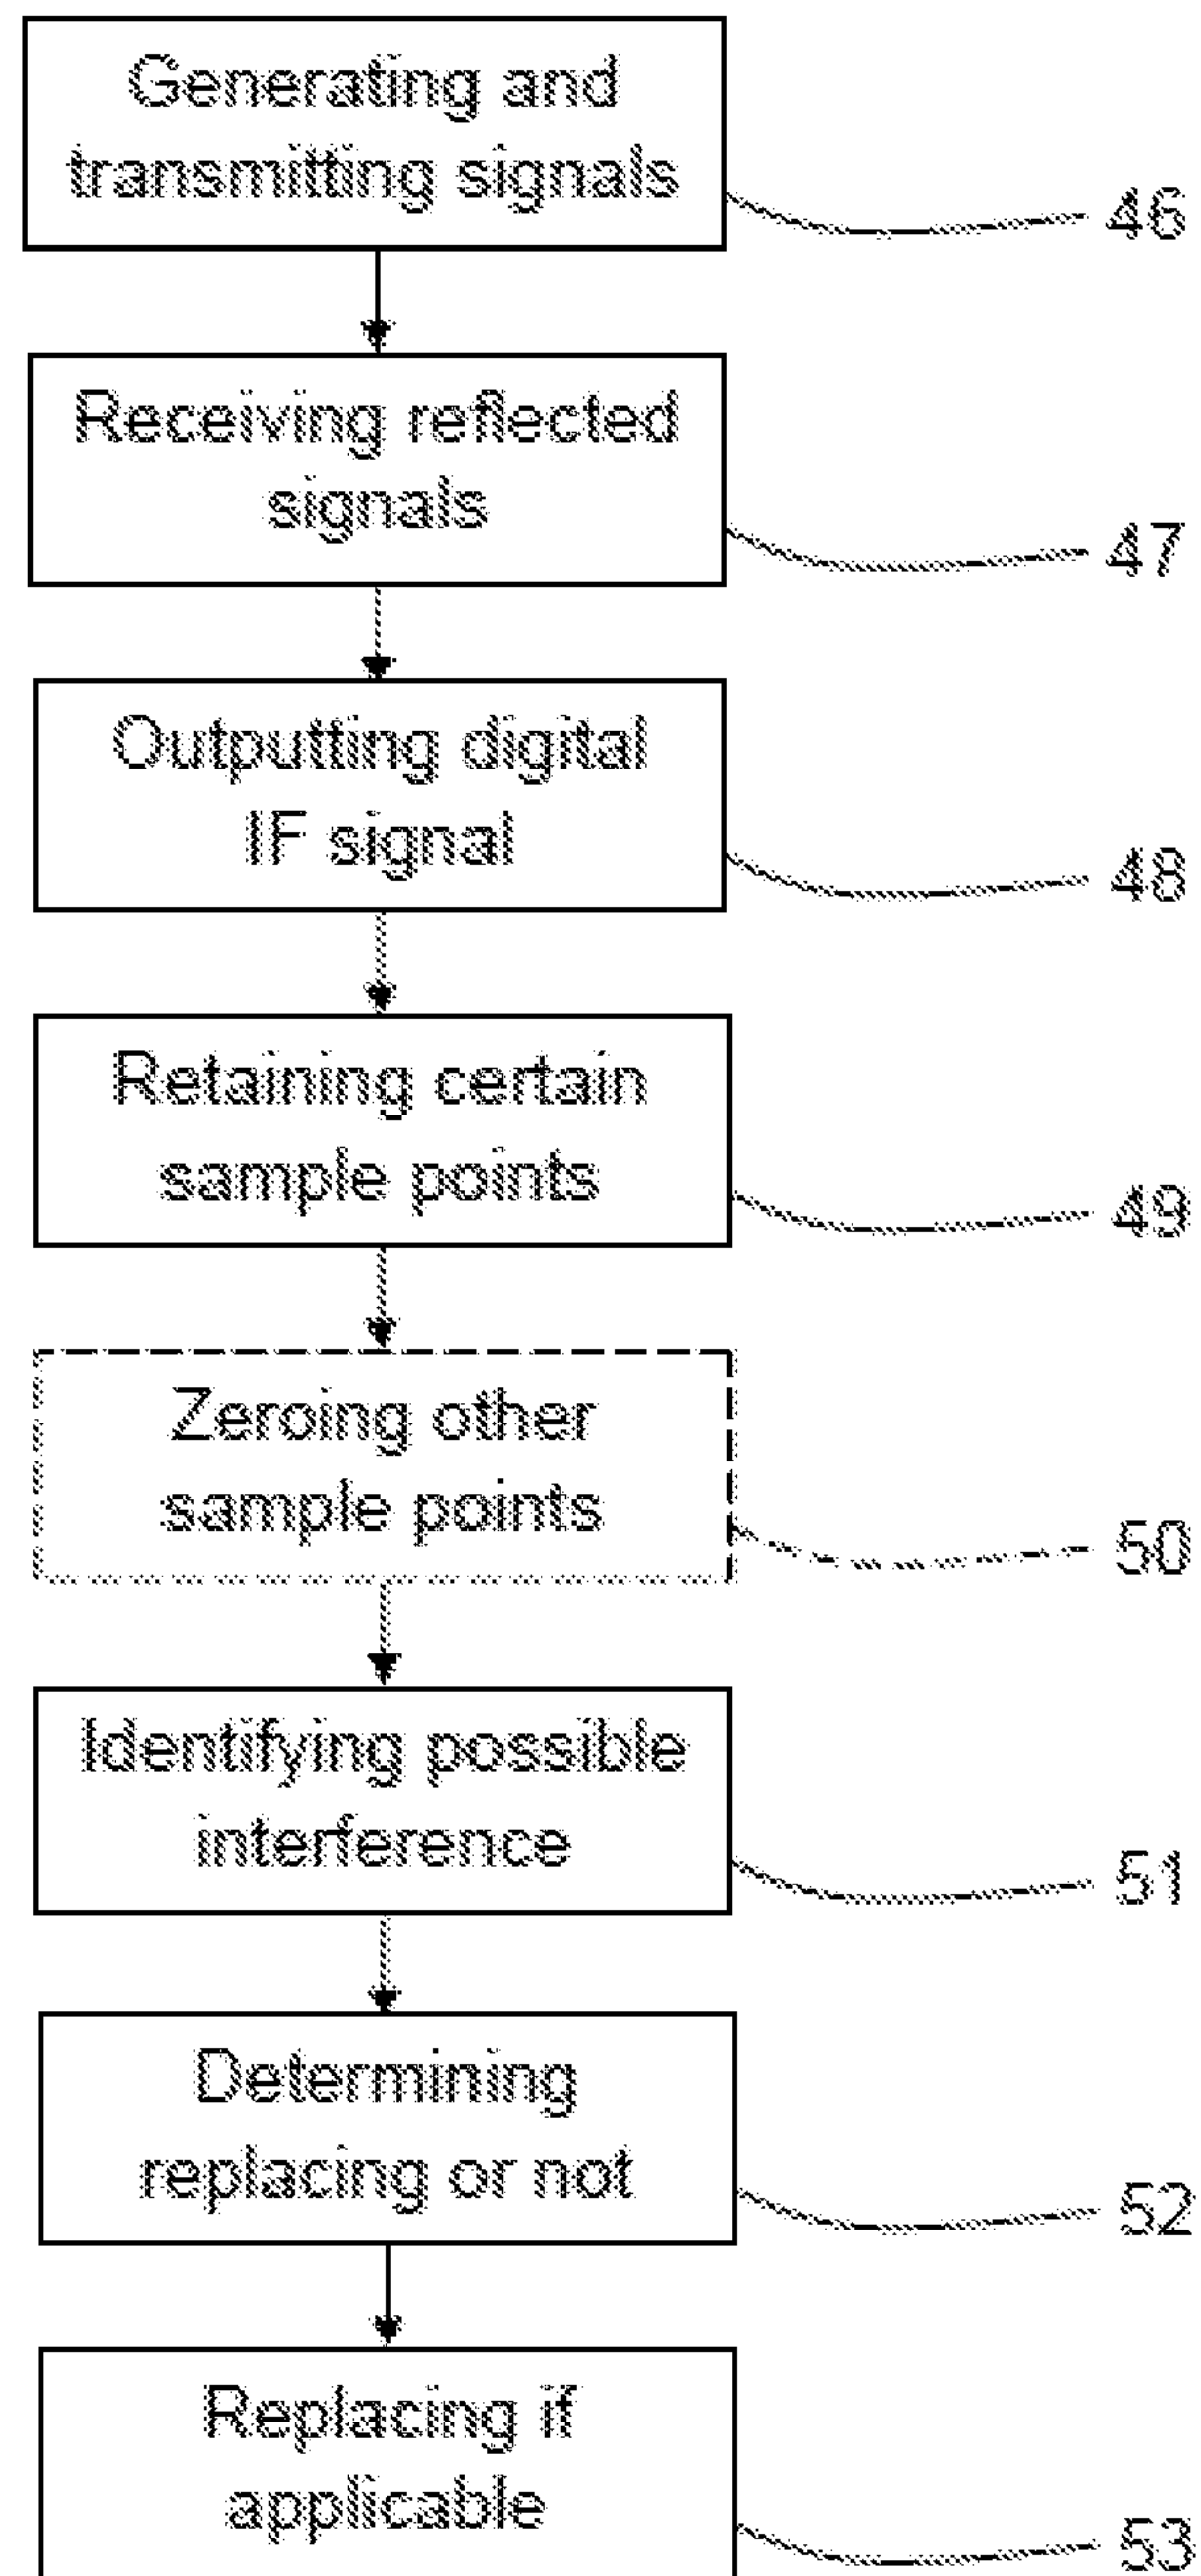 Generating and
transmitting signals
46
Receiving reflected
signals
47
Outputting digital
IF signal
48
Retaining certain
sample points
49
Zeroing other
sample points
50
Identifying possible
interference
51
Determining
replacing or not
52
Replacing if
applicable
53